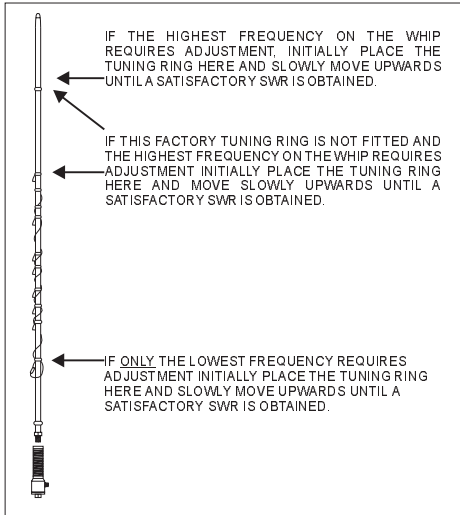 IF THE HIGHEST FREQUENCY ON THE WHIP
REQUIRES ADJUSTMENT, INITIALLY PLACE THE
TUNING RING HERE AND SLOWLY MOVE UPWARDS
UNTIL A SATISFACTORY SWR IS OBTAINED.
IF THIS FACTORY TUNING RING IS NOT FITTED AND
THE HIGHEST FREQUENCY ON THE WHIP REQUIRES
ADJUSTMENT INITIALLY PLACE THE TUNING RING
HERE AND MOVE SLOWLY UPWARDS UNTIL A
SATISFACTORY SWR IS OBTAINED.
IF ONLY THE LOWEST FREQUENCY REQUIRES
ADJUSTMENT INITIALLY PLACE THE TUNING RING
HERE AND SLOWLY MOVE UPWARDS UNTIL A
SATISFACTORY SWR IS OBTAINED.